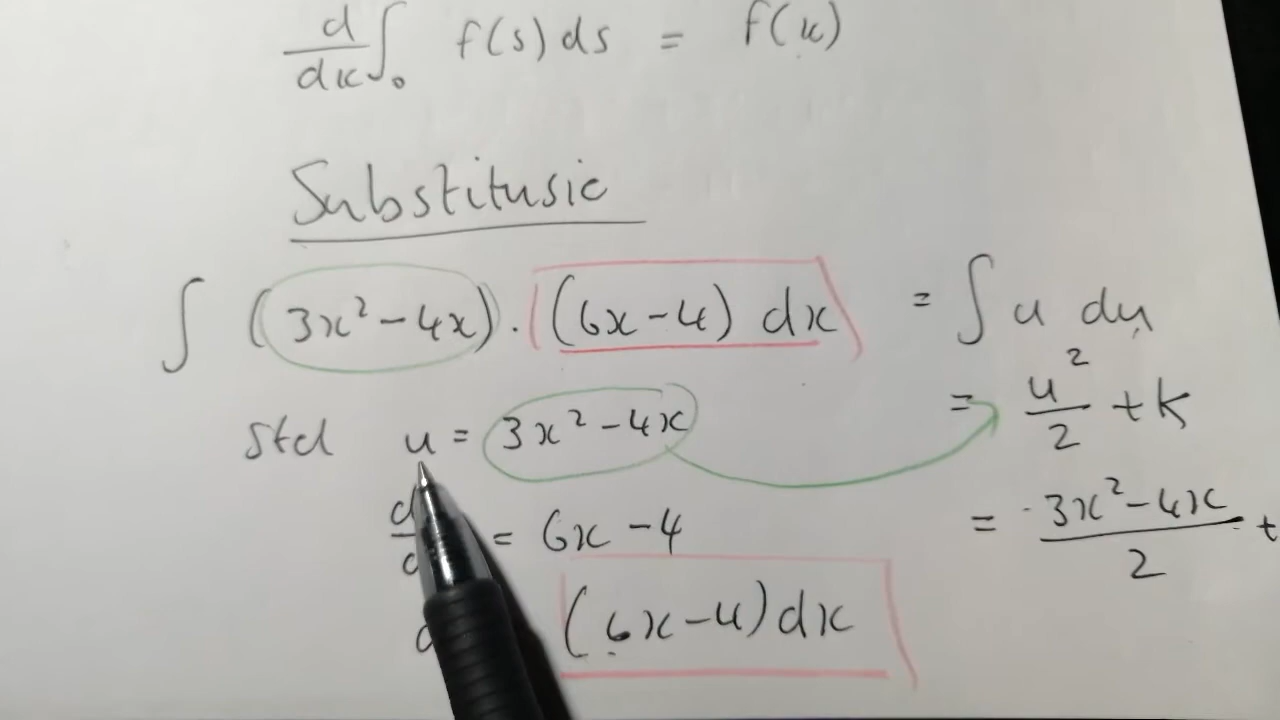 d/dx ∫₀ f(s) ds = f(x)
Substitusie
∫ (3x² - 4x) . (6x - 4) dx = ∫ u du
= u²/2 + k
Stel u = 3x² - 4x
= 6x - 4
= 3x² - 4x / 2 +
(6x - 4) dx